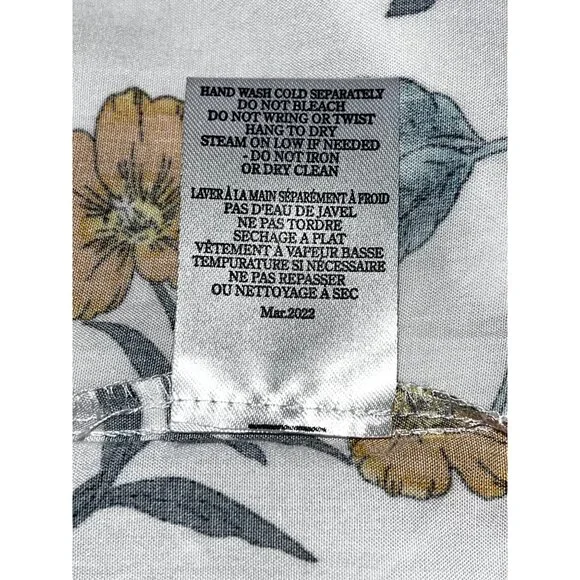 HAND WASH COLD SEPARATELY
DO NOT BLEACH
DO NOT WRING OR TWIST
HANG TO DRY
STEAM ON LOW IF NEEDED
- DO NOT IRON
OR DRY CLEAN
LAVER À LA MAIN SÉPARÉMENT À FROID
PAS D'EAU DE JAVEL
NE PAS TORDRE
SECHAGE A PLAT
VÊTEMENT À VAPEUR BASSE
TEMPURATURE SI NÉCESSAIRE
NE PAS REPASSER
OU NETTOYAGE À SEC
Mar.2022